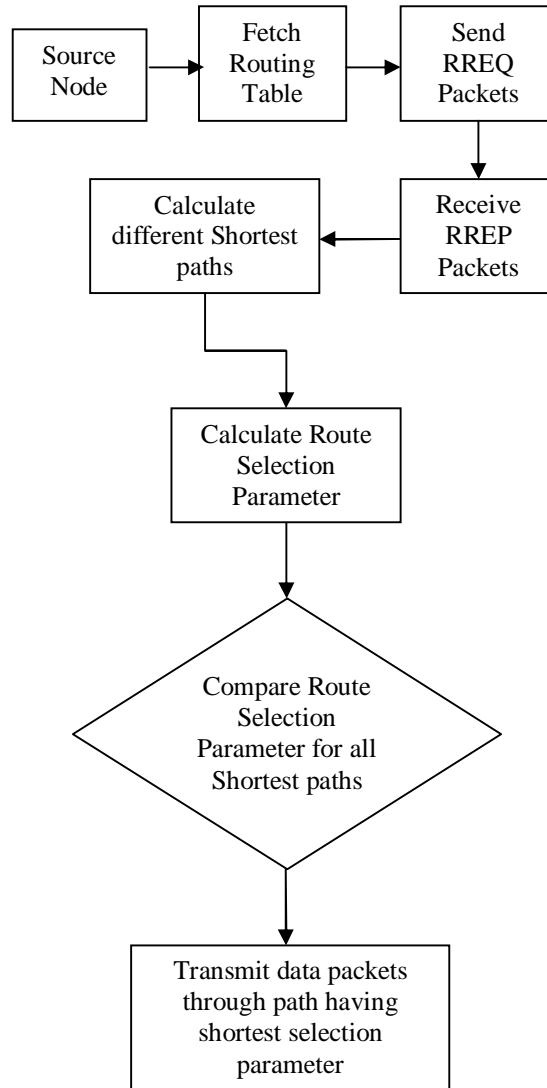 Source
Node
Fetch
Routing
Table
Send
RREQ
Packets
Receive
RREP
Packets
Calculate
different Shortest
paths
Calculate Route
Selection
Parameter
Compare Route
Selection
Parameter for all
Shortest paths
Transmit data packets
through path having
shortest selection
parameter